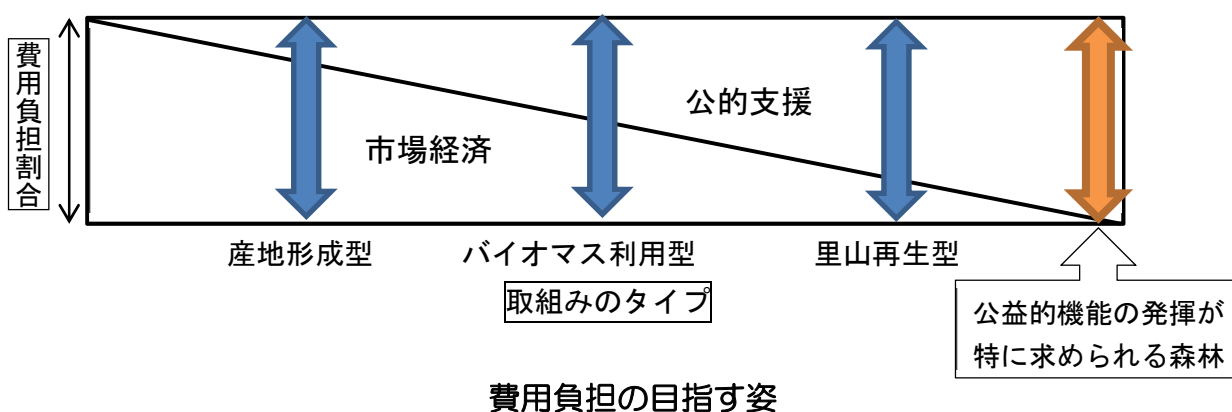 費用負担割合
公的支援
市場経済
産地形成型
バイオマス利用型
里山再生型
取組みのタイプ
公益的機能の発揮が
特に求められる森林
費用負担の目指す姿